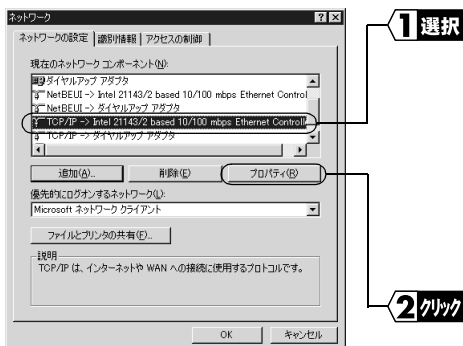 ネットワーク
ネットワークの設定 識別情報 アクセスの制御
1 選択
現在のネットワーク コンポーネント(N):
ダイヤルアップ アダプタ
NetBEUI -> Intel 21143/2 based 10/100 mbps Ethernet Control
NetBEUI -> ダイヤルアップ アダプタ
TCP/IP -> Intel 21143/2 based 10/100 mbps Ethernet Controll
TCP/IP -> ダイヤルアップ アダプタ
追加(A)... 削除(E) プロパティ(R)
優先的にログオンするネットワーク(L):
Microsoft ネットワーク クライアント
ファイルとプリンタの共有(F)...
説明
TCP/IP は、インターネットや WAN への接続に使用するプロトコルです。
2 クリック
OK キャンセル